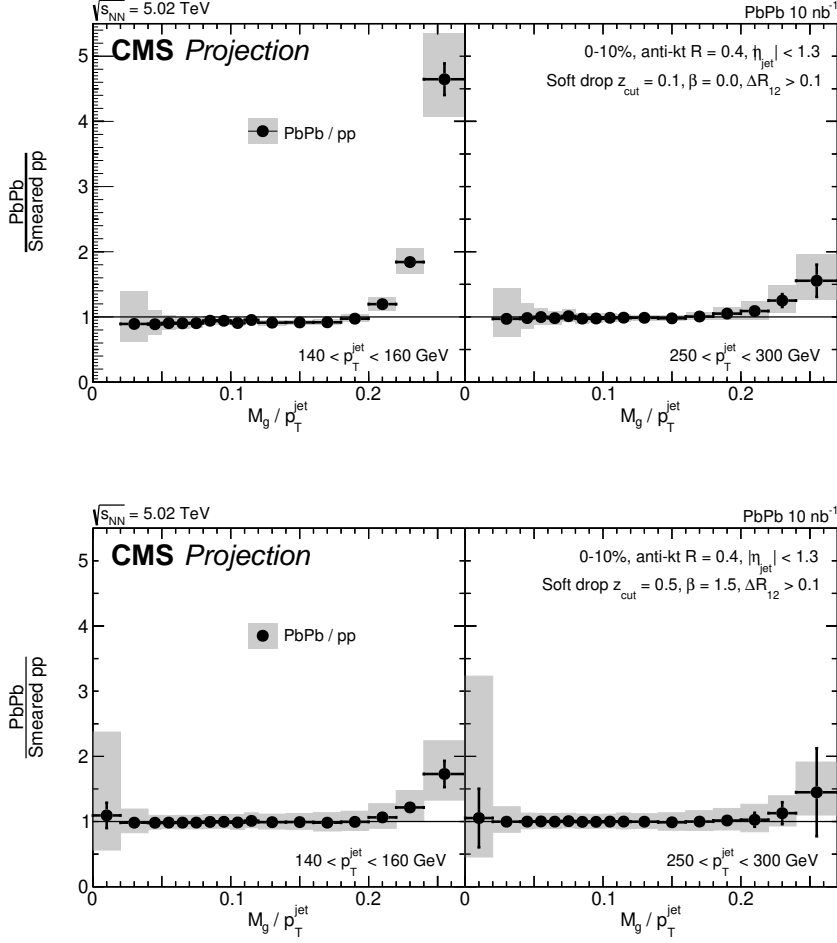 √s_NN = 5.02 TeV
PbPb 10 nb⁻¹
CMS Projection
0-10%, anti-kt R = 0.4, |η_jet| < 1.3
Soft drop z_cut = 0.1, β = 0.0, ΔR_12 > 0.1
PbPb / pp
PbPb
Smeared pp
5
4
3
2
1
0
140 < p_T^jet < 160 GeV
250 < p_T^jet < 300 GeV
0 0.1 0.2 0 0.1 0.2
M_g / p_T^jet
M_g / p_T^jet
√s_NN = 5.02 TeV
PbPb 10 nb⁻¹
CMS Projection
0-10%, anti-kt R = 0.4, |η_jet| < 1.3
Soft drop z_cut = 0.5, β = 1.5, ΔR_12 > 0.1
PbPb / pp
PbPb
Smeared pp
5
4
3
2
1
0
140 < p_T^jet < 160 GeV
250 < p_T^jet < 300 GeV
0 0.1 0.2 0 0.1 0.2
M_g / p_T^jet
M_g / p_T^jet